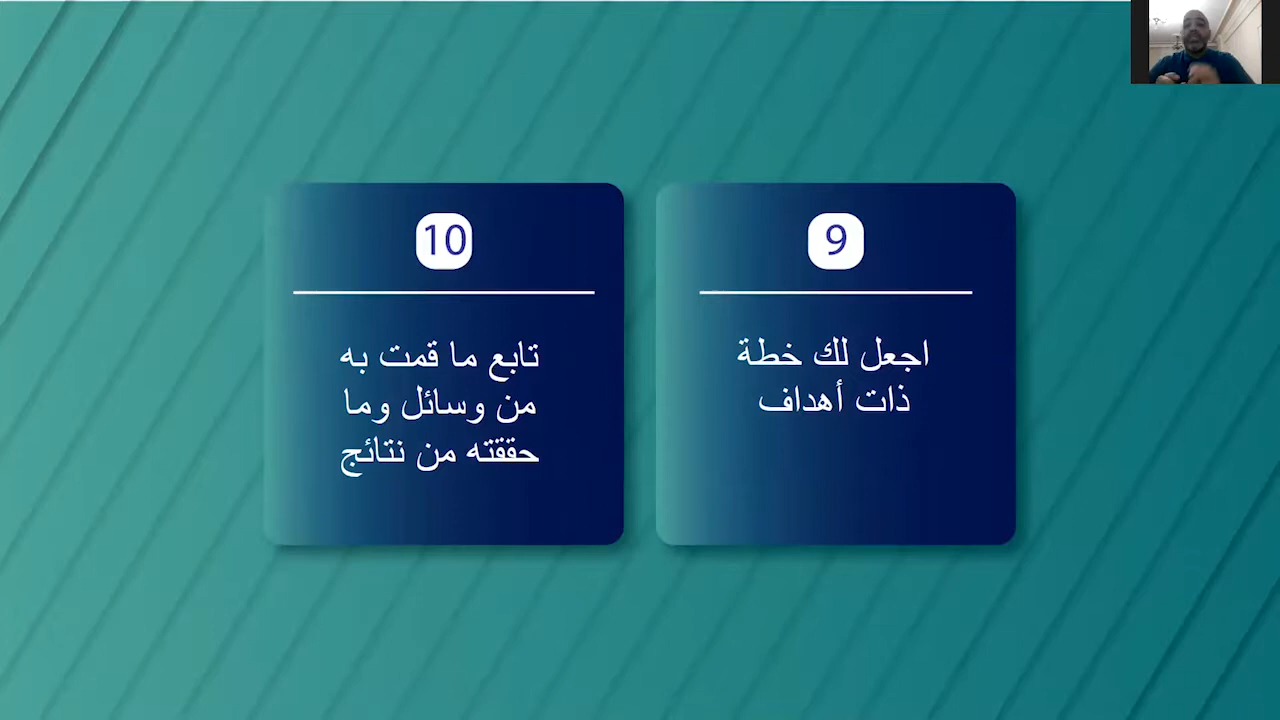 9
اجعل لك خطة
ذات أهداف
10
تابع ما قمت به
من وسائل وما
حققته من نتائج